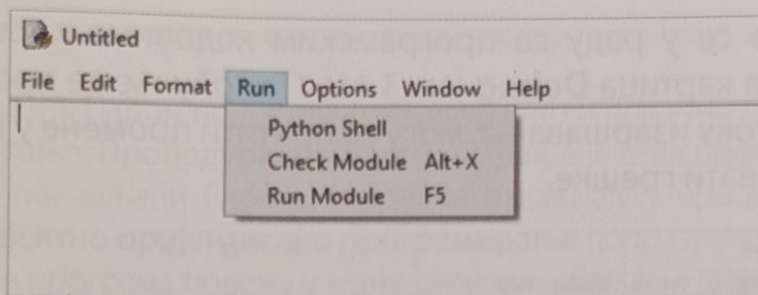 Untitled
File Edit Format Run Options Window Help
Python Shell
Check Module Alt+X
Run Module F5